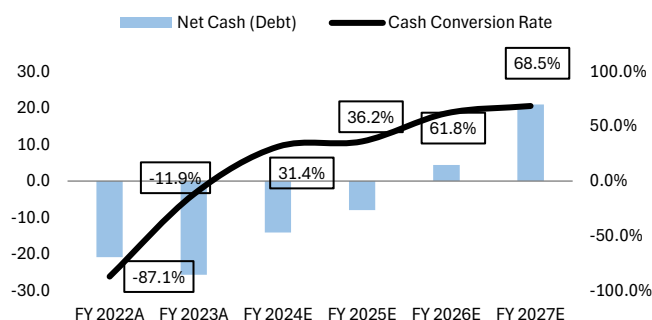 Net Cash (Debt) Cash Conversion Rate
30.0 68.5% 100.0%
20.0 36.2% 61.8% 50.0%
10.0 -11.9% 31.4%
0.0 0.0%
-10.0
-20.0 -50.0%
-87.1%
-30.0 -100.0%
FY 2022A FY 2023A FY 2024E FY 2025E FY 2026E FY 2027E